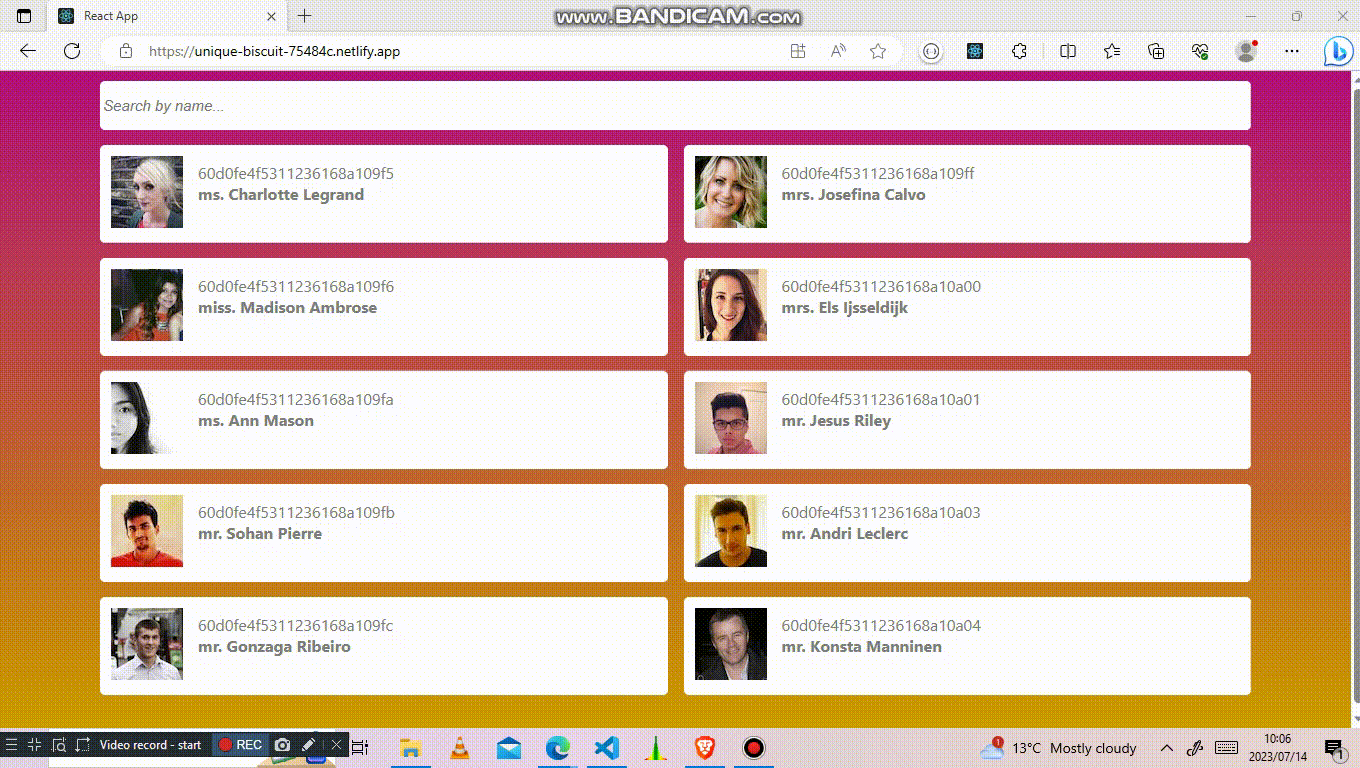 React App
www.BANDICAM.com
https://unique-biscuit-75484c.netlify.app
Search by name...
60d0fe4f5311236168a109f5
ms. Charlotte Legrand
60d0fe4f5311236168a109ff
mrs. Josefina Calvo
60d0fe4f5311236168a109f6
miss. Madison Ambrose
60d0fe4f5311236168a10a00
mrs. Els Ijsseldijk
60d0fe4f5311236168a109fa
ms. Ann Mason
60d0fe4f5311236168a10a01
mr. Jesus Riley
60d0fe4f5311236168a109fb
mr. Sohan Pierre
60d0fe4f5311236168a10a03
mr. Andri Leclerc
60d0fe4f5311236168a109fc
mr. Gonzaga Ribeiro
60d0fe4f5311236168a10a04
mr. Konsta Manninen
Video record - start
REC
1
13°C Mostly cloudy
10:06
2023/07/14
1